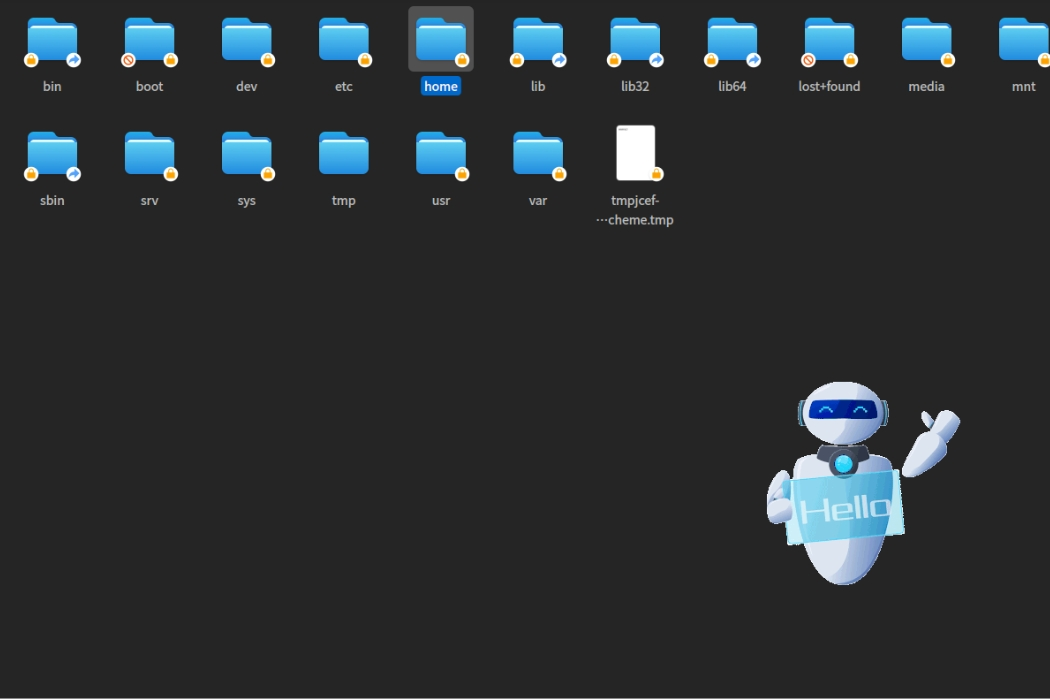 bin boot dev etc home lib lib32 lib64 lost+found media mnt
sbin srv sys tmp usr var tmpjcef-
⋯cheme.tmp
Hello